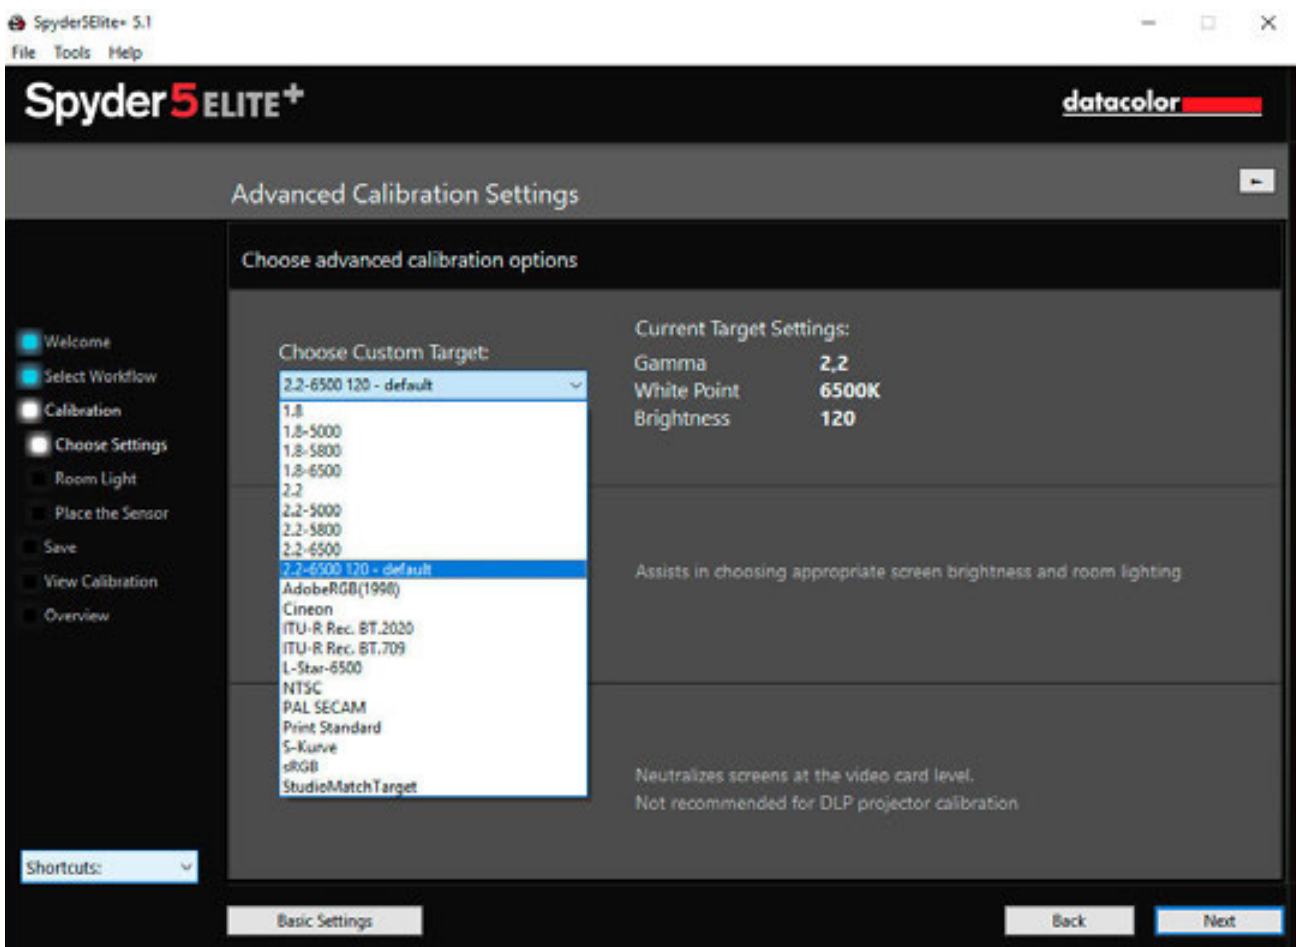 Spyder5Elite+ 5.1
File Tools Help
Spyder5ELITE+
datacolor
Advanced Calibration Settings
Choose advanced calibration options
Welcome
Select Workflow
Calibration
Choose Settings
Room Light
Place the Sensor
Save
View Calibration
Overview
Shortcuts:
Choose Custom Target:
2.2-6500 120 - default
1.8
1.8-5000
1.8-5800
1.8-6500
2.2
2.2-5000
2.2-5800
2.2-6500
2.2-6500 120 - default
AdobeRGB(1998)
Cineon
ITU-R Rec. BT.2020
ITU-R Rec. BT.709
L-Star-6500
NTSC
PAL SECAM
Print Standard
S-Kurve
sRGB
StudioMatchTarget
Current Target Settings:
Gamma 2,2
White Point 6500K
Brightness 120
Assists in choosing appropriate screen brightness and room lighting
Neutralizes screens at the video card level.
Not recommended for DLP projector calibration
Basic Settings
Back
Next